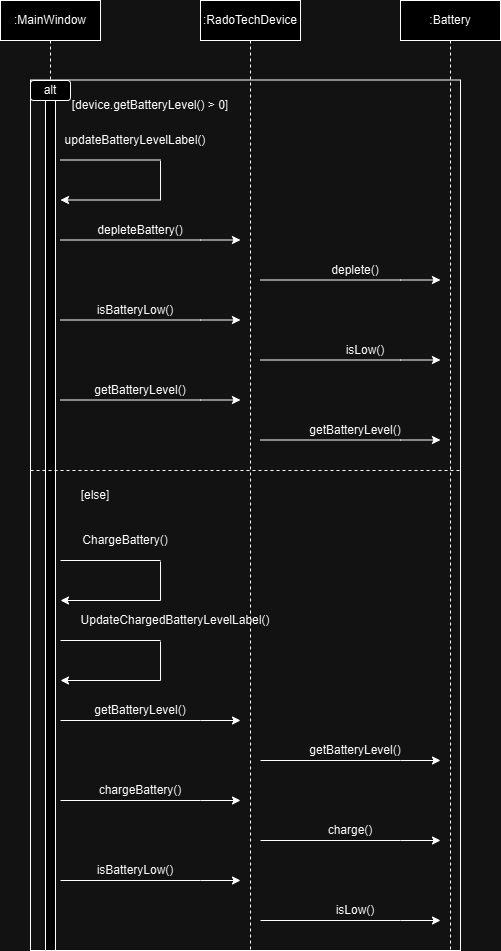 :MainWindow
:RadoTechDevice
:Battery
alt
[device.getBatteryLevel() > 0]
updateBatteryLevelLabel()
depleteBattery()
deplete()
isBatteryLow()
isLow()
getBatteryLevel()
getBatteryLevel()
[else]
ChargeBattery()
UpdateChargedBatteryLevelLabel()
getBatteryLevel()
getBatteryLevel()
chargeBattery()
charge()
isBatteryLow()
isLow()